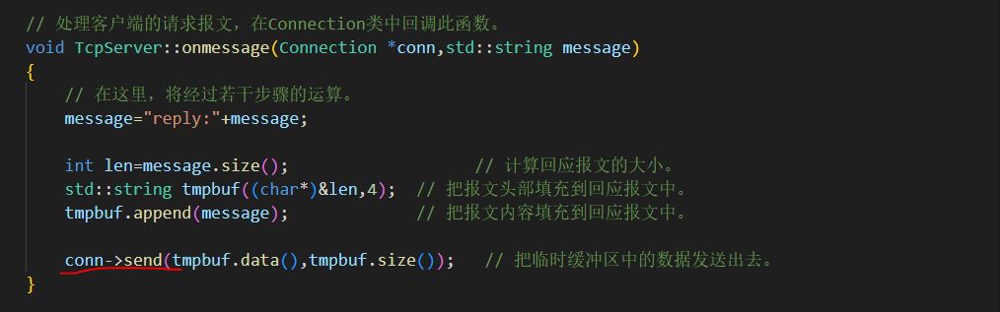 // 处理客户端的请求报文，在Connection类中回调此函数。
void TcpServer::onmessage(Connection *conn,std::string message)
{
// 在这里，将经过若干步骤的运算。
message="reply:"+message;
int len=message.size(); // 计算回应报文的大小。
std::string tmpbuf((char*)&len,4); // 把报文头部填充到回应报文中。
tmpbuf.append(message); // 把报文内容填充到回应报文中。
conn->send(tmpbuf.data(),tmpbuf.size()); // 把临时缓冲区中的数据发送出去。
}